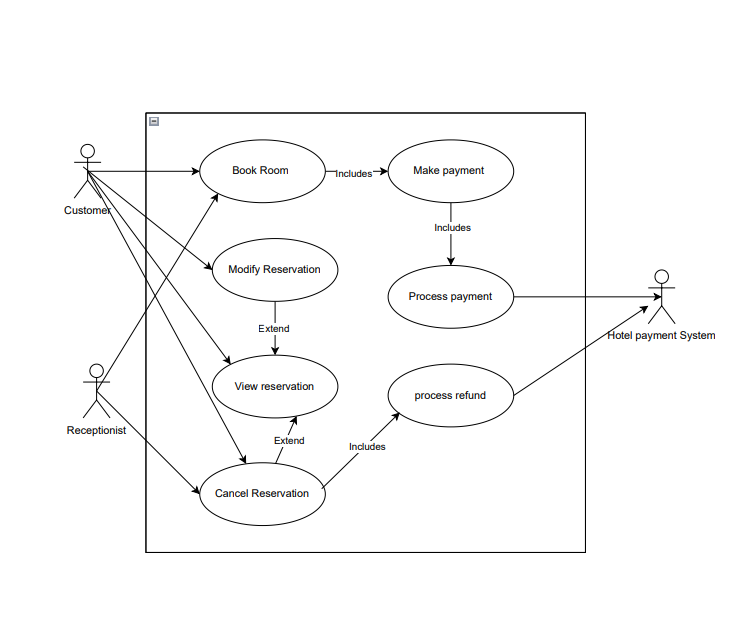 Book Room
Includes
Make payment
Customer
Includes
Modify Reservation
Process payment
Extend
Hotel payment System
View reservation
process refund
Receptionist
Extend
Includes
Cancel Reservation